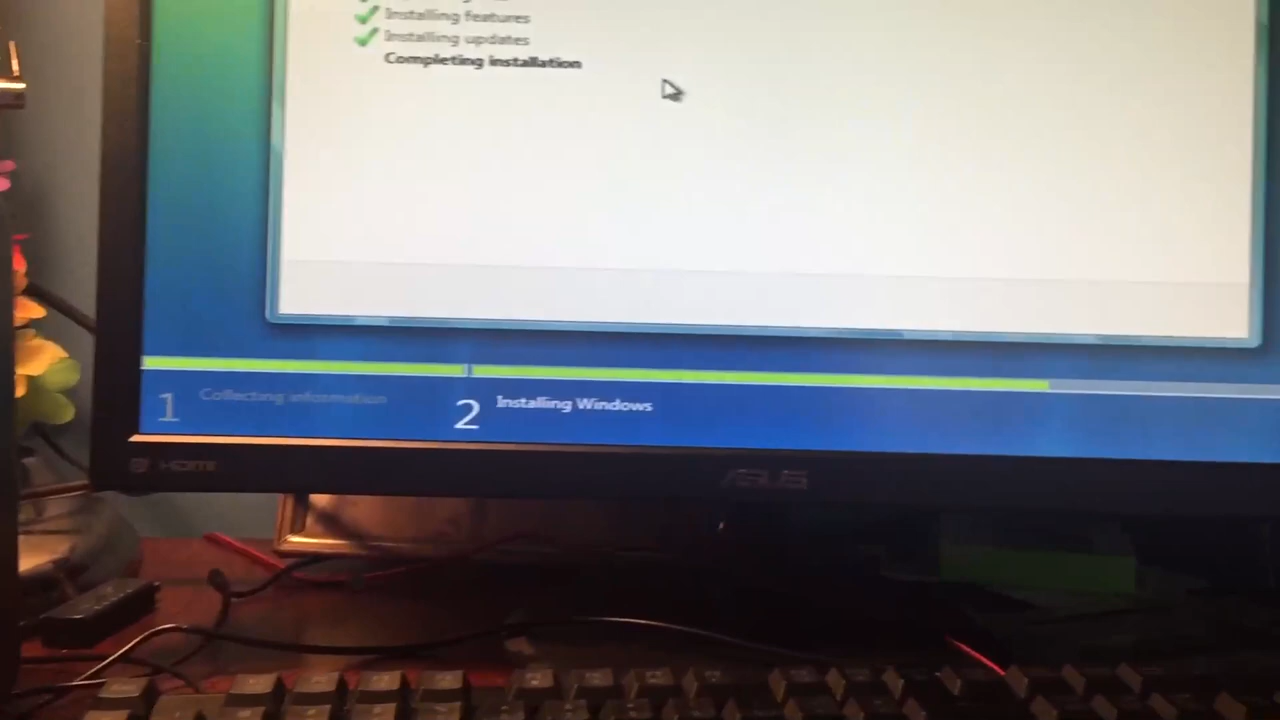 Installing features
Installing updates
Completing installation
1 Collecting information
2 Installing Windows
HDMI
ASUS